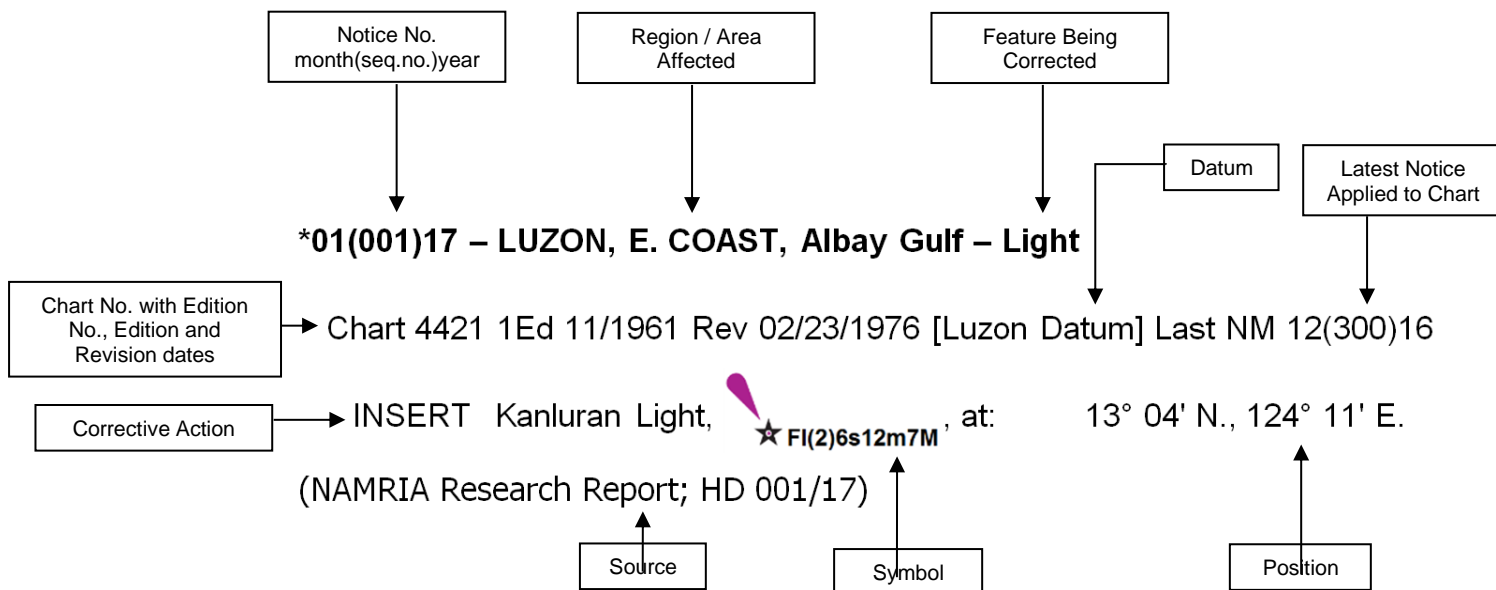 Notice No.
month(seq.no.)year
Region / Area
Affected
Feature Being
Corrected
Datum
Latest Notice
Applied to Chart
*01(001)17 – LUZON, E. COAST, Albay Gulf – Light
Chart No. with Edition
No., Edition and
Revision dates
Chart 4421 1Ed 11/1961 Rev 02/23/1976 [Luzon Datum] Last NM 12(300)16
Corrective Action
INSERT Kanluran Light, Fl(2)6s12m7M , at: 13° 04' N., 124° 11' E.
(NAMRIA Research Report; HD 001/17)
Source
Symbol
Position